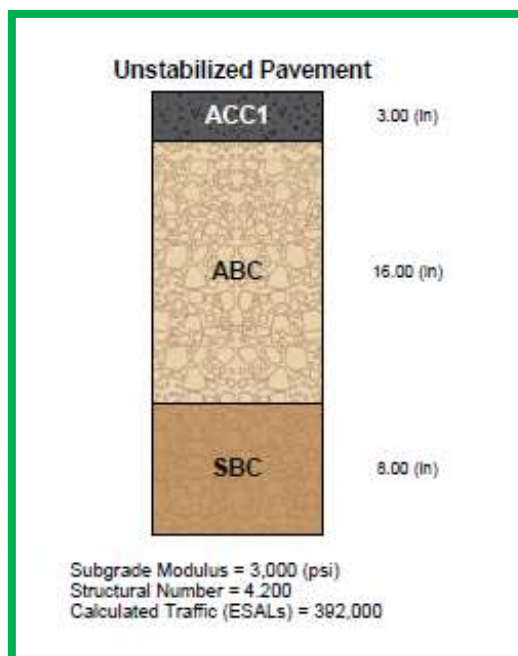 Unstabilized Pavement
ACC1 3.00 (in)
ABC 16.00 (in)
SBC 8.00 (in)
Subgrade Modulus = 3,000 (psi)
Structural Number = 4.200
Calculated Traffic (ESALs) = 392,000